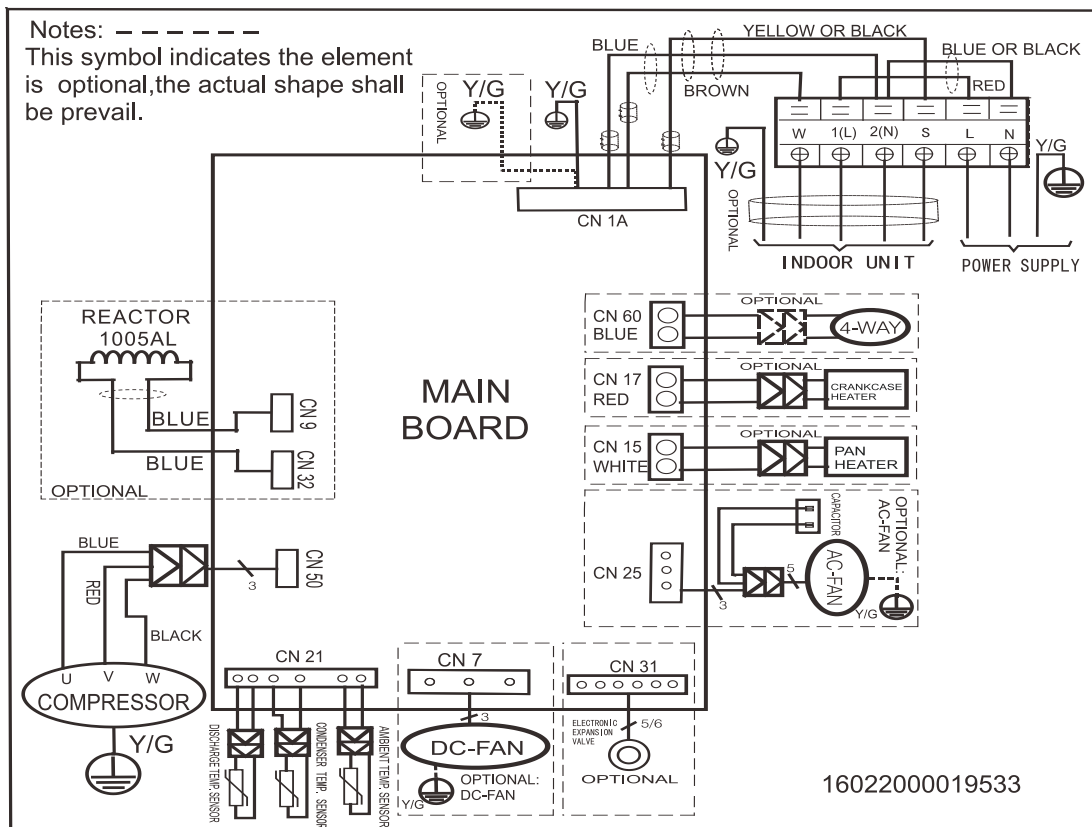 Notes: — — — — — —
This symbol indicates the element
is optional,the actual shape shall
be prevail.
OPTIONAL
Y/G
Y/G
BLUE
YELLOW OR BLACK
BROWN
BLUE OR BLACK
RED
W 1(L) 2(N) S L N
Y/G
Y/G
OPTIONAL
INDOOR UNIT
POWER SUPPLY
CN 1A
REACTOR
1005AL
BLUE
BLUE
CN 9
CN 32
OPTIONAL
MAIN
BOARD
OPTIONAL
CN 60
BLUE
4-WAY
OPTIONAL
CN 17
RED
CRANKCASE
HEATER
OPTIONAL
CN 15
WHITE
PAN
HEATER
CN 25
3
CAPACITOR
5
AC-FAN
OPTIONAL:
AC-FAN
Y/G
BLUE
RED
BLACK
3
CN 50
U V W
COMPRESSOR
Y/G
CN 21
DISCHARGE TEMP. SENSOR
CONDENSER TEMP. SENSOR
AMBIENT TEMP. SENSOR
CN 7
3
DC-FAN
Y/G
OPTIONAL:
DC-FAN
CN 31
ELECTRONIC
EXPANSION
VALVE
5/6
OPTIONAL
16022000019533